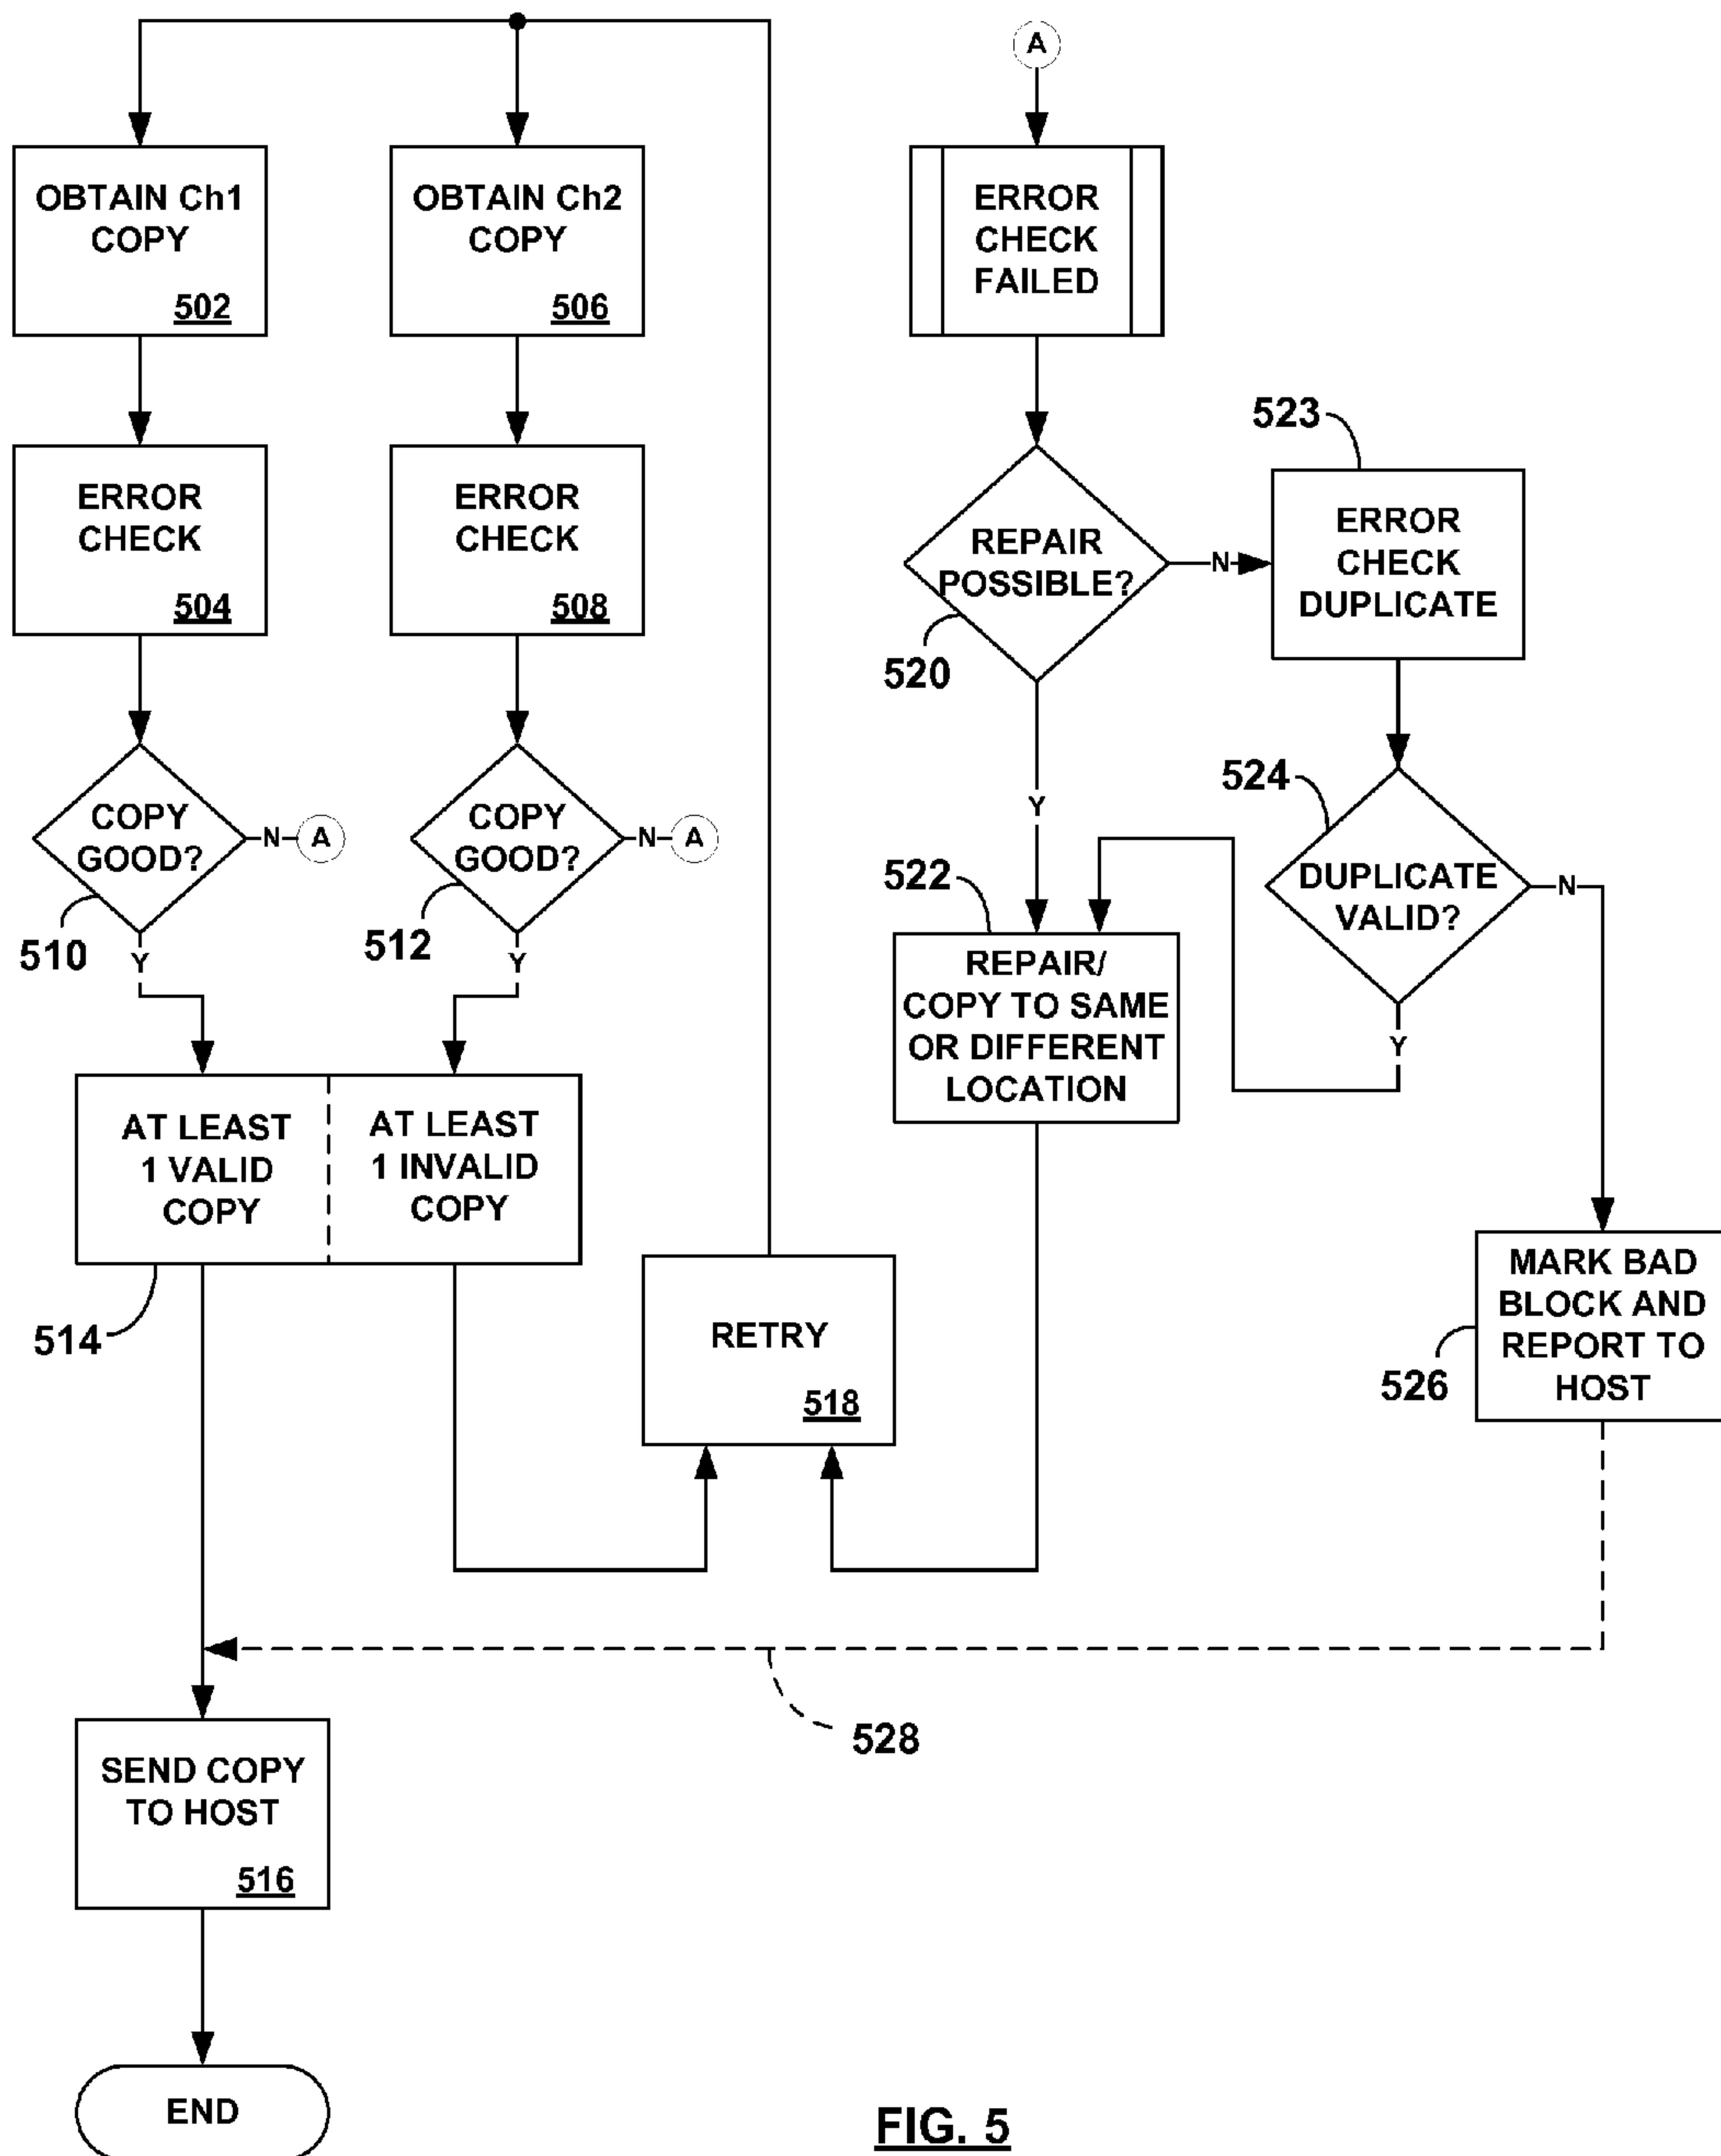 A
OBTAIN Ch1
COPY
502
OBTAIN Ch2
COPY
506
ERROR
CHECK
FAILED
ERROR
CHECK
504
ERROR
CHECK
508
REPAIR
POSSIBLE?
520
N
Y
523
ERROR
CHECK
DUPLICATE
COPY
GOOD?
510
N
A
Y
COPY
GOOD?
512
N
A
Y
524
DUPLICATE
VALID?
N
Y
522
REPAIR/
COPY TO SAME
OR DIFFERENT
LOCATION
AT LEAST
1 VALID
COPY
AT LEAST
1 INVALID
COPY
514
RETRY
518
MARK BAD
BLOCK AND
REPORT TO
HOST
526
528
SEND COPY
TO HOST
516
END
FIG. 5